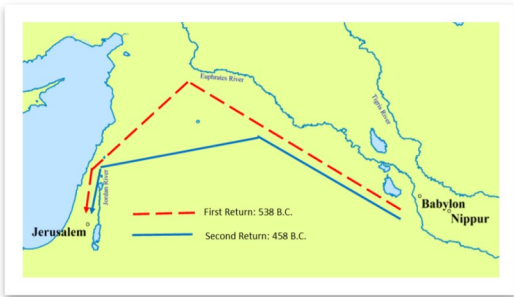 Euphrates River
Tigris River
Jordan River
First Return: 538 B.C.
Babylon
Nippur
Jerusalem
Second Return: 458 B.C.